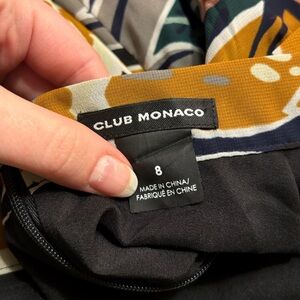 CLUB MONACO
8
MADE IN CHINA/
FABRIQUÉ EN CHINE